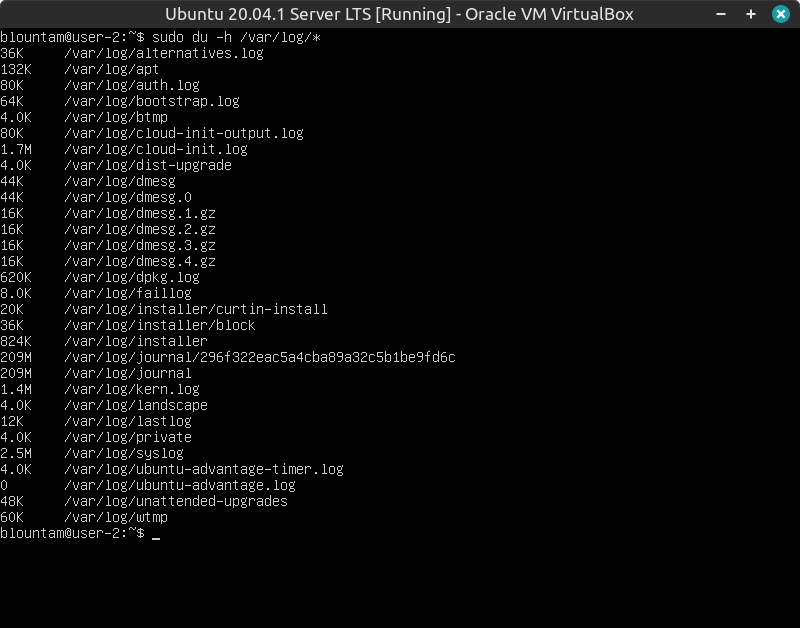 Ubuntu 20.04.1 Server LTS [Running] - Oracle VM VirtualBox
blountam@user-2:~$ sudo du -h /var/log/*
36K /var/log/alternatives.log
132K /var/log/apt
80K /var/log/auth.log
64K /var/log/bootstrap.log
4.0K /var/log/btmp
80K /var/log/cloud-init-output.log
1.7M /var/log/cloud-init.log
4.0K /var/log/dist-upgrade
44K /var/log/dmesg
44K /var/log/dmesg.0
16K /var/log/dmesg.1.gz
16K /var/log/dmesg.2.gz
16K /var/log/dmesg.3.gz
16K /var/log/dmesg.4.gz
620K /var/log/dpkg.log
8.0K /var/log/faillog
20K /var/log/installer/curtin-install
36K /var/log/installer/block
824K /var/log/installer
209M /var/log/journal/296f322eac5a4cba89a32c5b1be9fd6c
209M /var/log/journal
1.4M /var/log/kern.log
4.0K /var/log/landscape
12K /var/log/lastlog
4.0K /var/log/private
2.5M /var/log/syslog
4.0K /var/log/ubuntu-advantage-timer.log
0 /var/log/ubuntu-advantage.log
48K /var/log/unattended-upgrades
60K /var/log/wtmp
blountam@user-2:~$ _